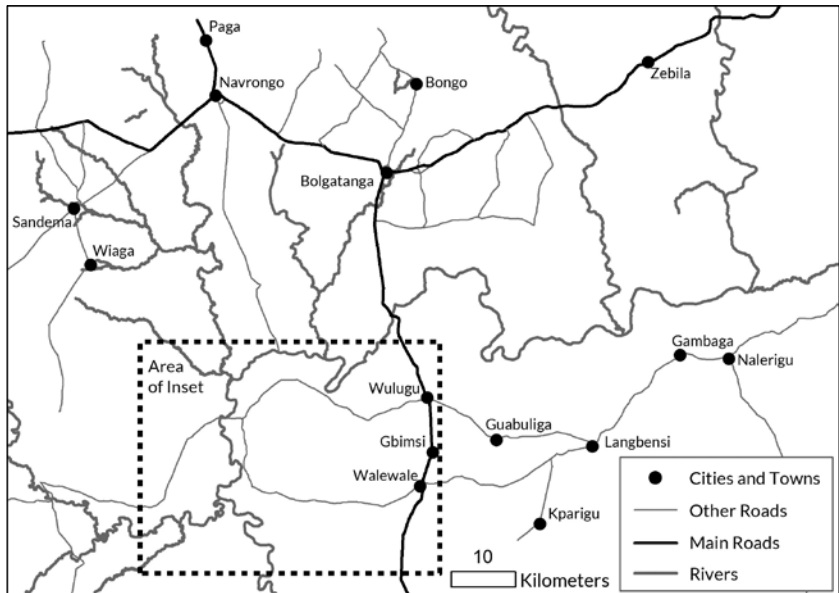 Paga
Navrongo
Bongo
Zebila
Bolgatanga
Sandema
Wiaga
Area
of Inset
Gambaga
Nalerigu
Wulugu
Guabuliga
Gbimsi
Langbensi
Walewale
Kparigu
10
Kilometers
Cities and Towns
Other Roads
Main Roads
Rivers